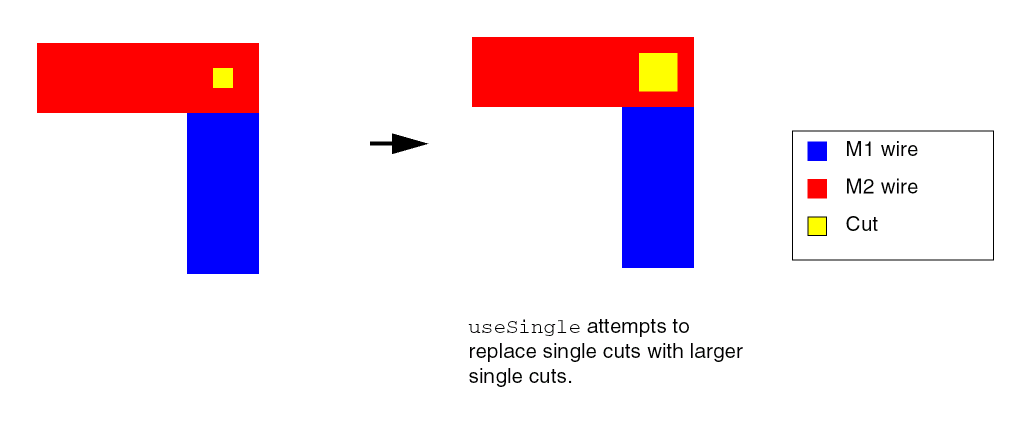 M1 wire
M2 wire
Cut
useSingle attempts to
replace single cuts with larger
single cuts.